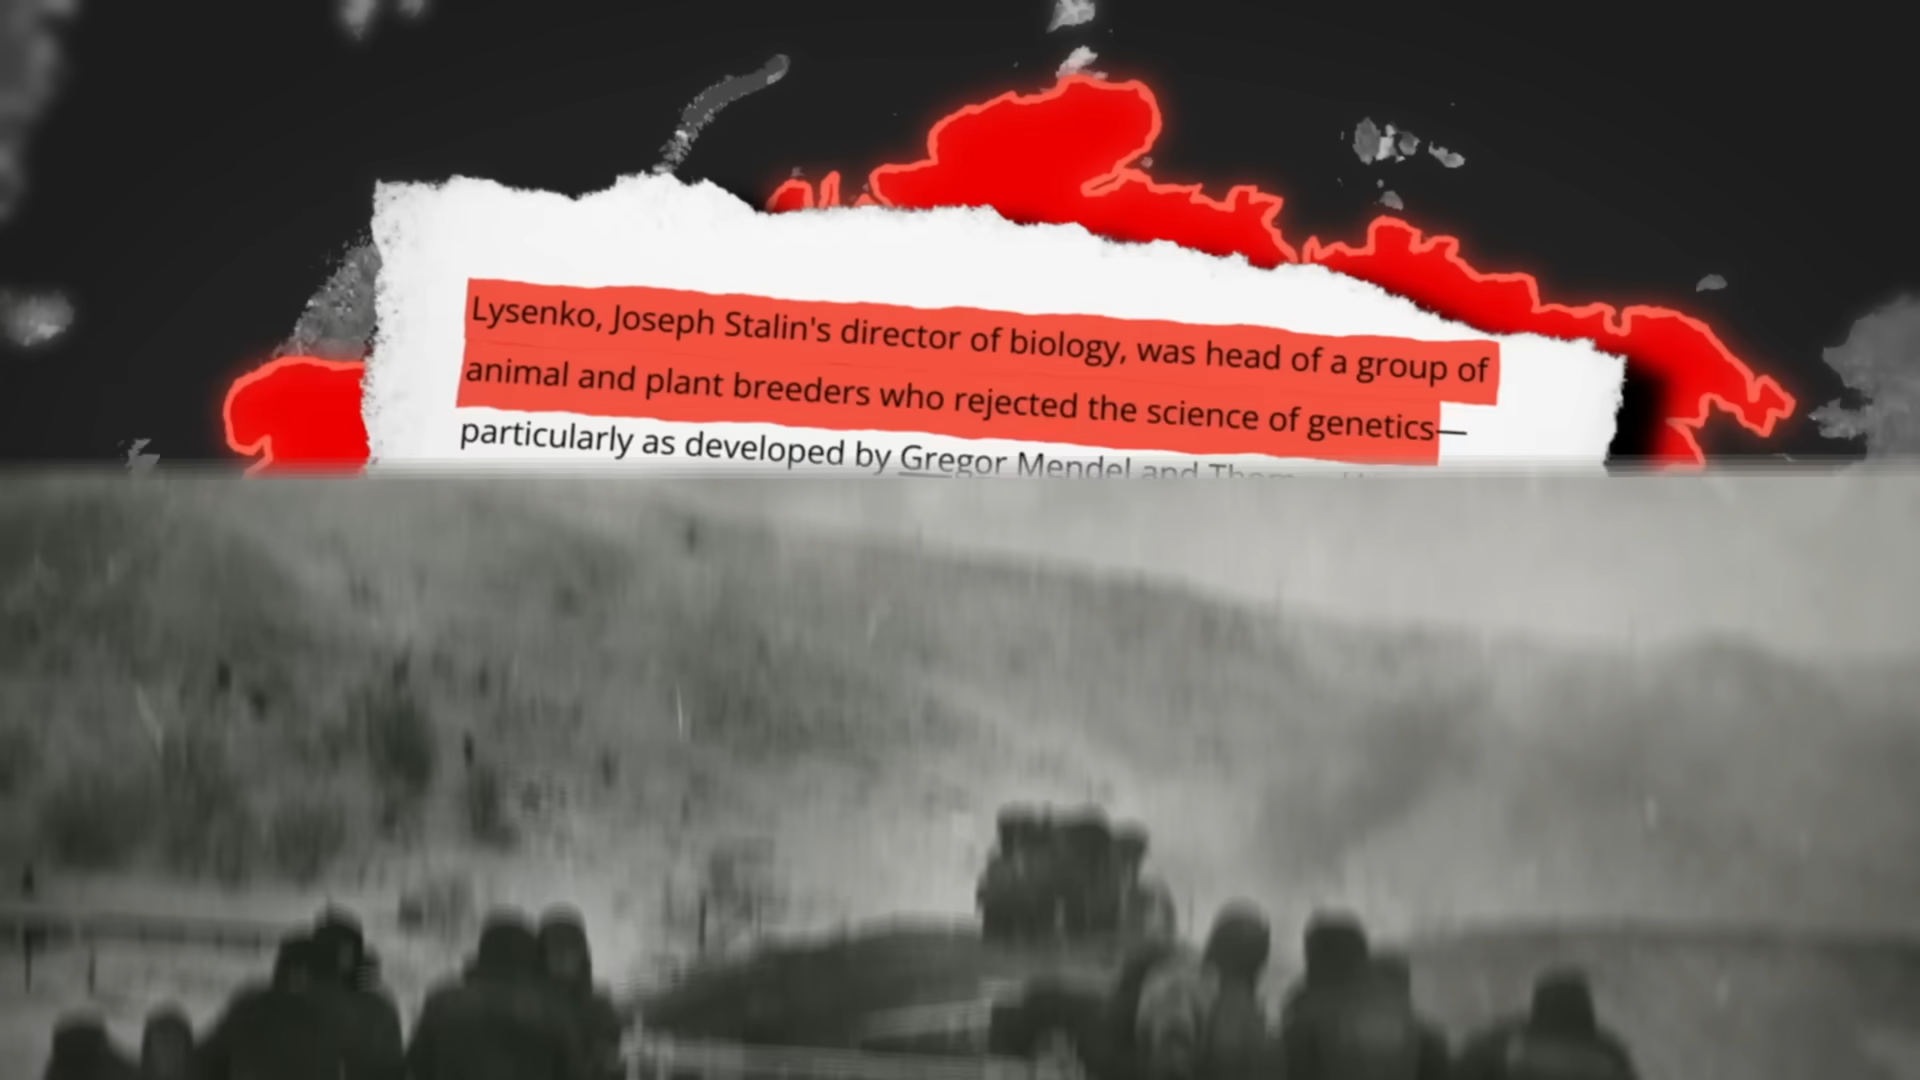 Lysenko, Joseph Stalin's director of biology, was head of a group of
animal and plant breeders who rejected the science of genetics—
particularly as developed by Gregor Mendel and